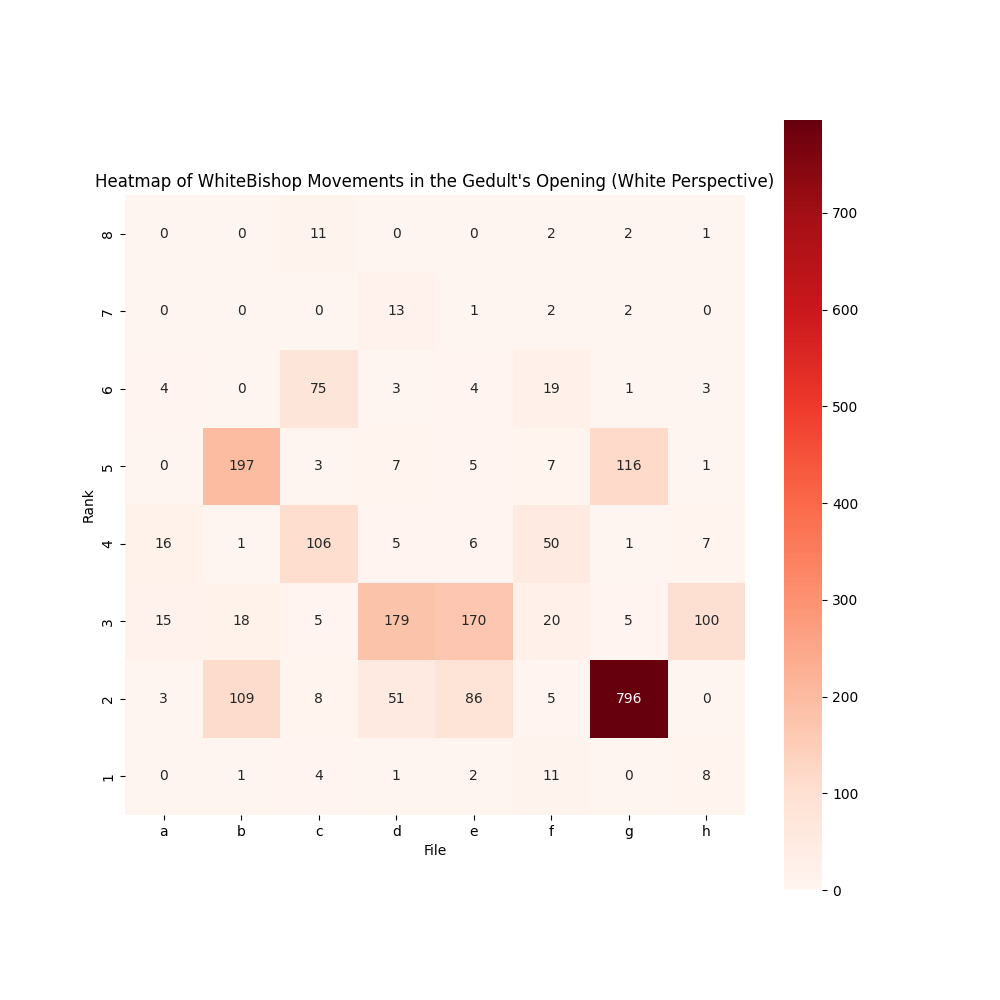 Heatmap of WhiteBishop Movements in the Gedult's Opening (White Perspective)
8 0 0 11 0 0 2 2 1
7 0 0 0 13 1 2 2 0
6 4 0 75 3 4 19 1 3
5 0 197 3 7 5 7 116 1
4 16 1 106 5 6 50 1 7
3 15 18 5 179 170 20 5 100
2 3 109 8 51 86 5 796 0
1 0 1 4 1 2 11 0 8
a b c d e f g h
File
Rank
700
600
500
400
300
200
100
0